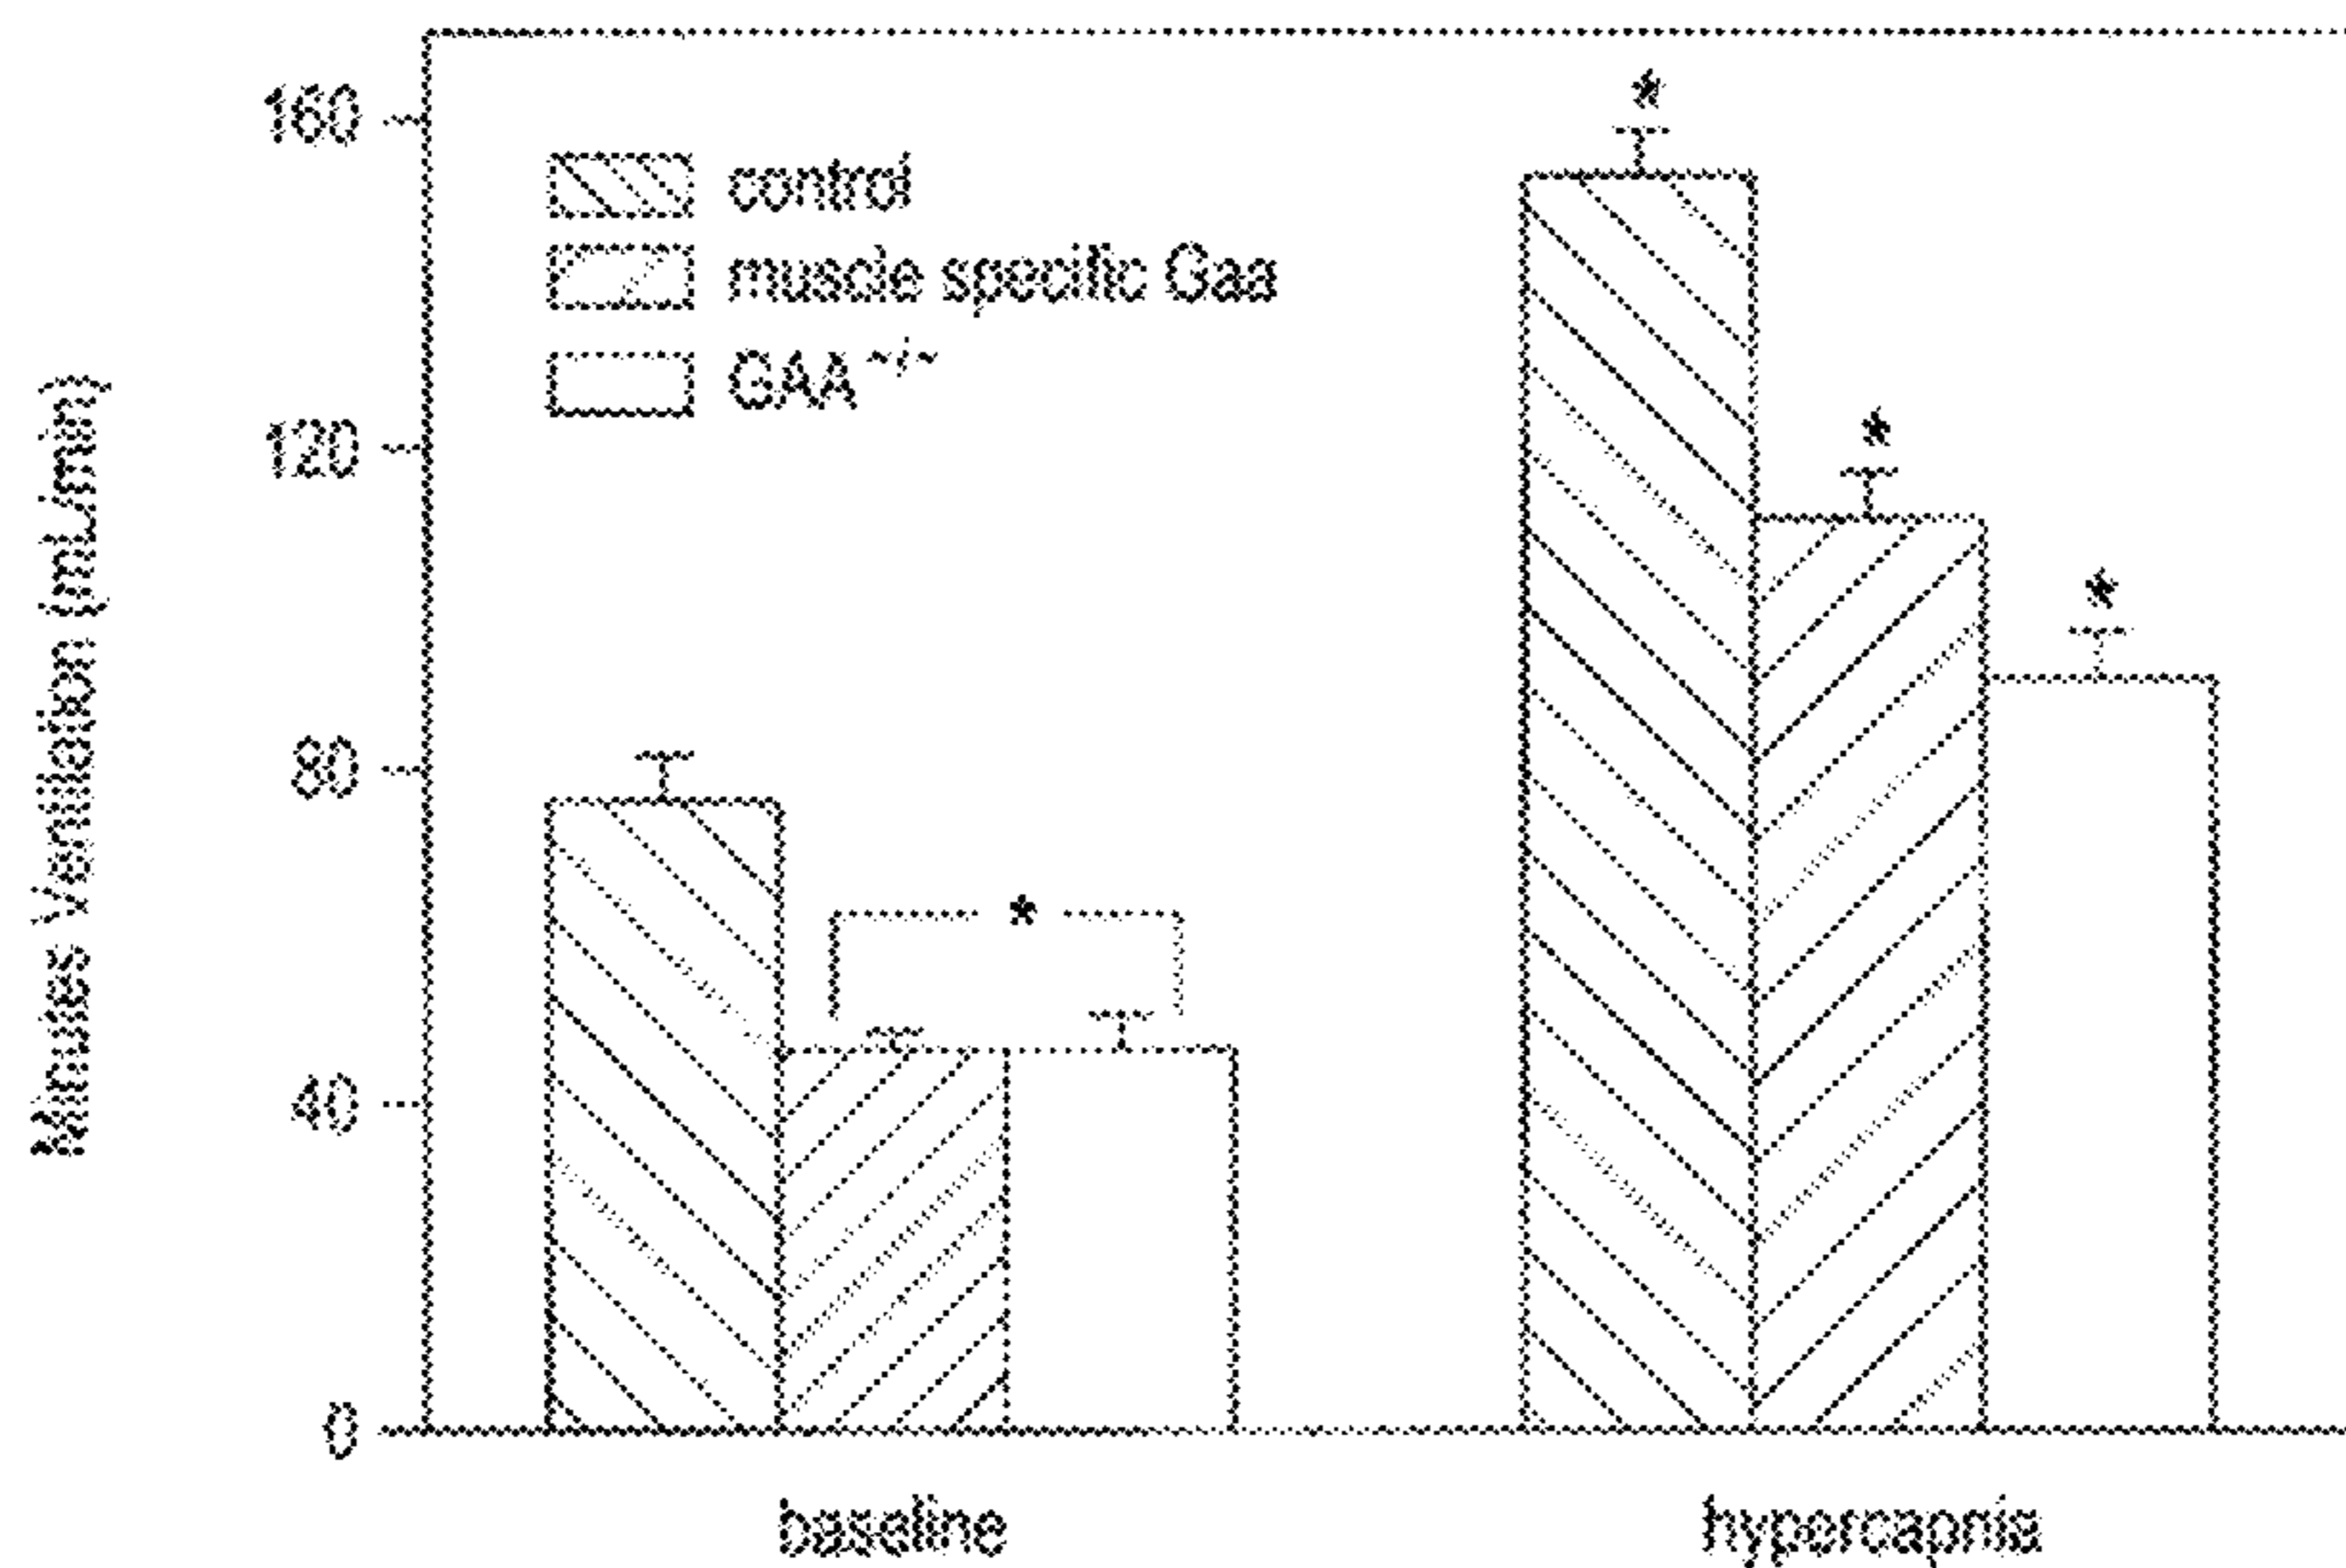 Minutes Ventilation (mL/min)
160
120
80
40
0
control
muscle specific Gaa
GAA -/-
*
*
*
*
baseline
hypercapnia